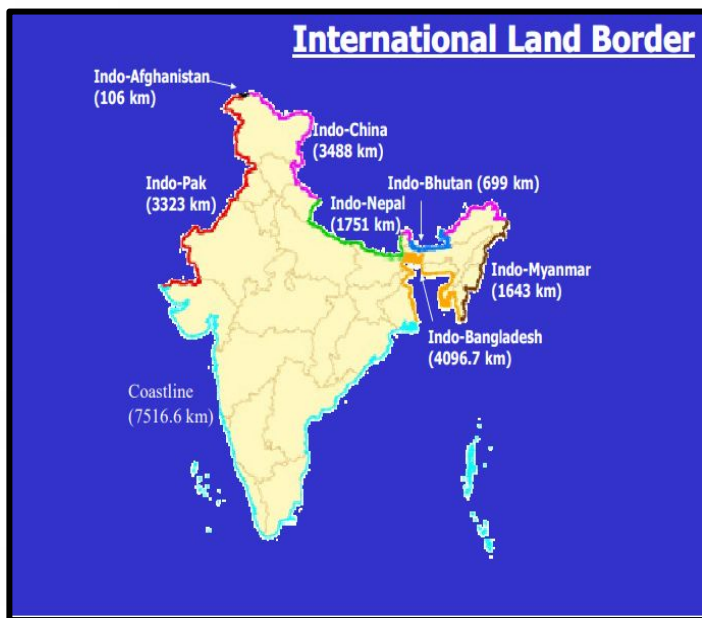 International Land Border
Indo-Afghanistan
(106 km)
Indo-China
(3488 km)
Indo-Pak
(3323 km)
Indo-Bhutan (699 km)
Indo-Nepal
(1751 km)
Indo-Myanmar
(1643 km)
Indo-Bangladesh
(4096.7 km)
Coastline
(7516.6 km)